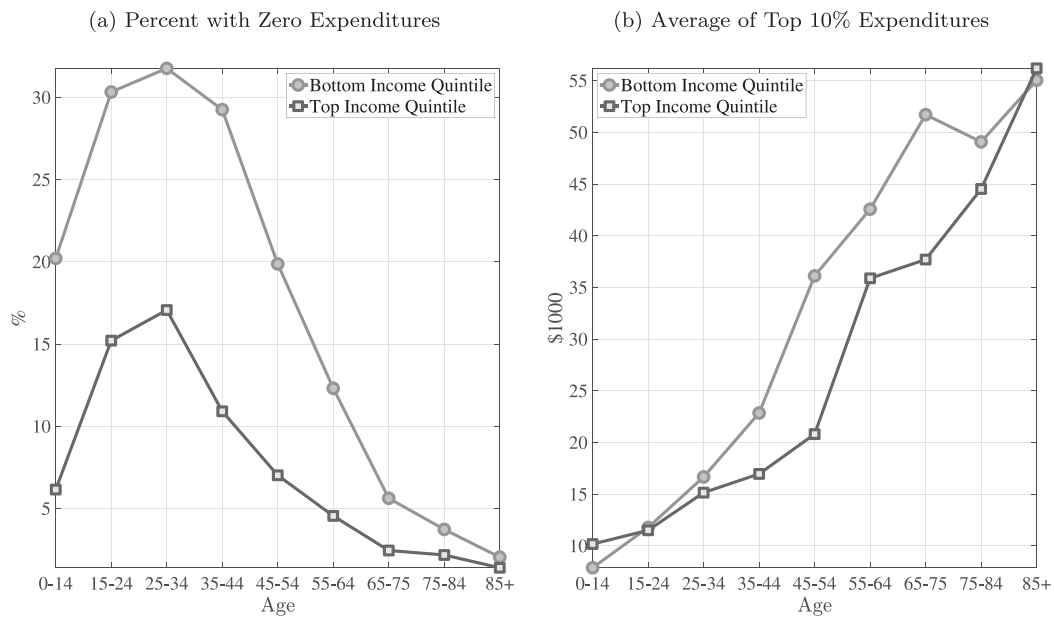 (a) Percent with Zero Expenditures
30
25
20
15
10
5
%
Bottom Income Quintile
Top Income Quintile
0-14 15-24 25-34 35-44 45-54 55-64 65-75 75-84 85+
Age
(b) Average of Top 10% Expenditures
55
50
45
40
35
30
25
20
15
10
$1000
Bottom Income Quintile
Top Income Quintile
0-14 15-24 25-34 35-44 45-54 55-64 65-75 75-84 85+
Age